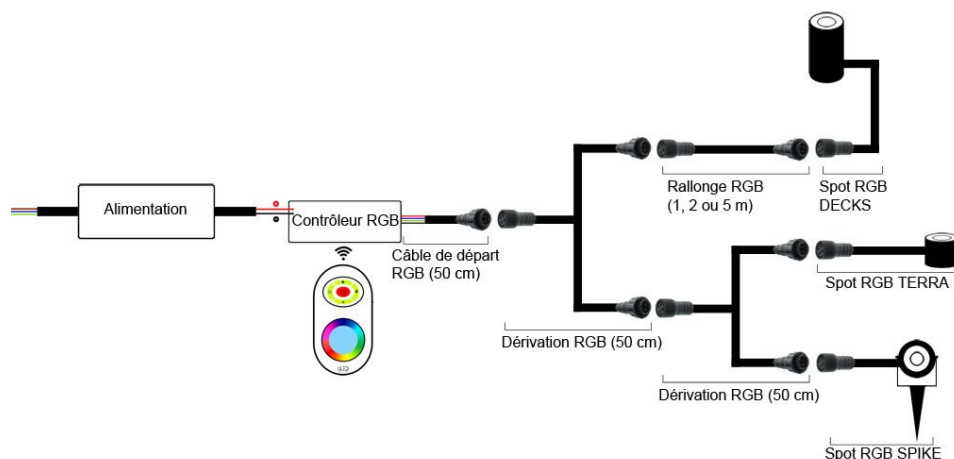 Alimentation
Contrôleur RGB
Câble de départ
RGB (50 cm)
Rallonge RGB
(1, 2 ou 5 m)
Spot RGB
DECKS
Dérivation RGB (50 cm)
Spot RGB TERRA
Dérivation RGB (50 cm)
Spot RGB SPIKE